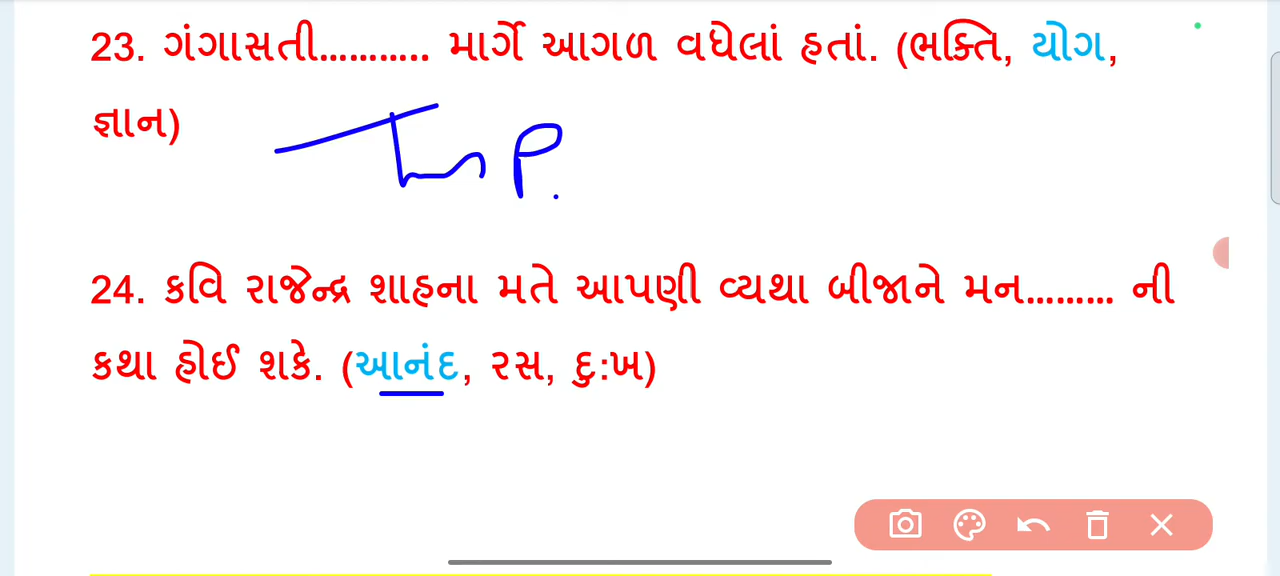 23. ગંગાસતી........... માર્ગે આગળ વધેલાં હતાં. (ભક્તિ, યોગ,
જ્ઞાન)
Imp.
24. કવિ રાજેન્દ્ર શાહના મતે આપણી વ્યથા બીજાને મન......... ની
કથા હોઈ શકે. (આનંદ, રસ, દુ:ખ)